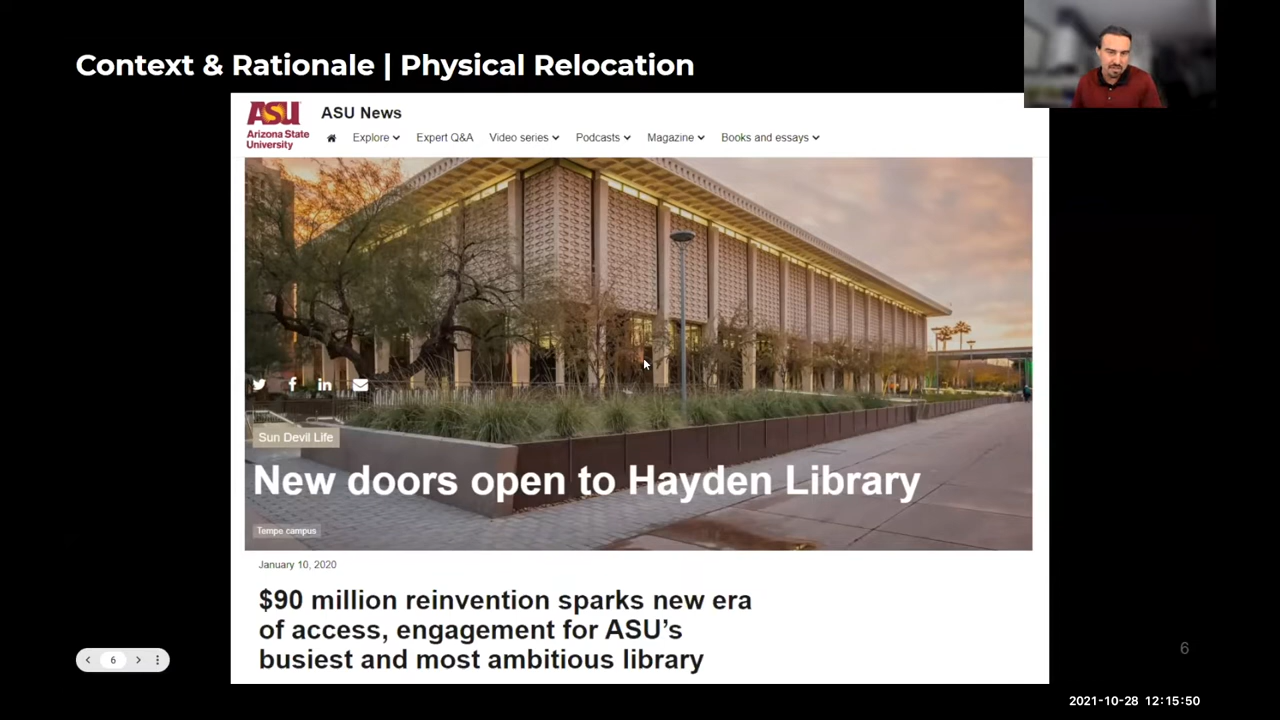 Context & Rationale | Physical Relocation
ASU
Arizona State
University
ASU News
Explore
Expert Q&A
Video series
Podcasts
Magazine
Books and essays
Sun Devil Life
New doors open to Hayden Library
Tempe campus
January 10, 2020
$90 million reinvention sparks new era
of access, engagement for ASU’s
busiest and most ambitious library
6
6
2021-10-28 12:15:50